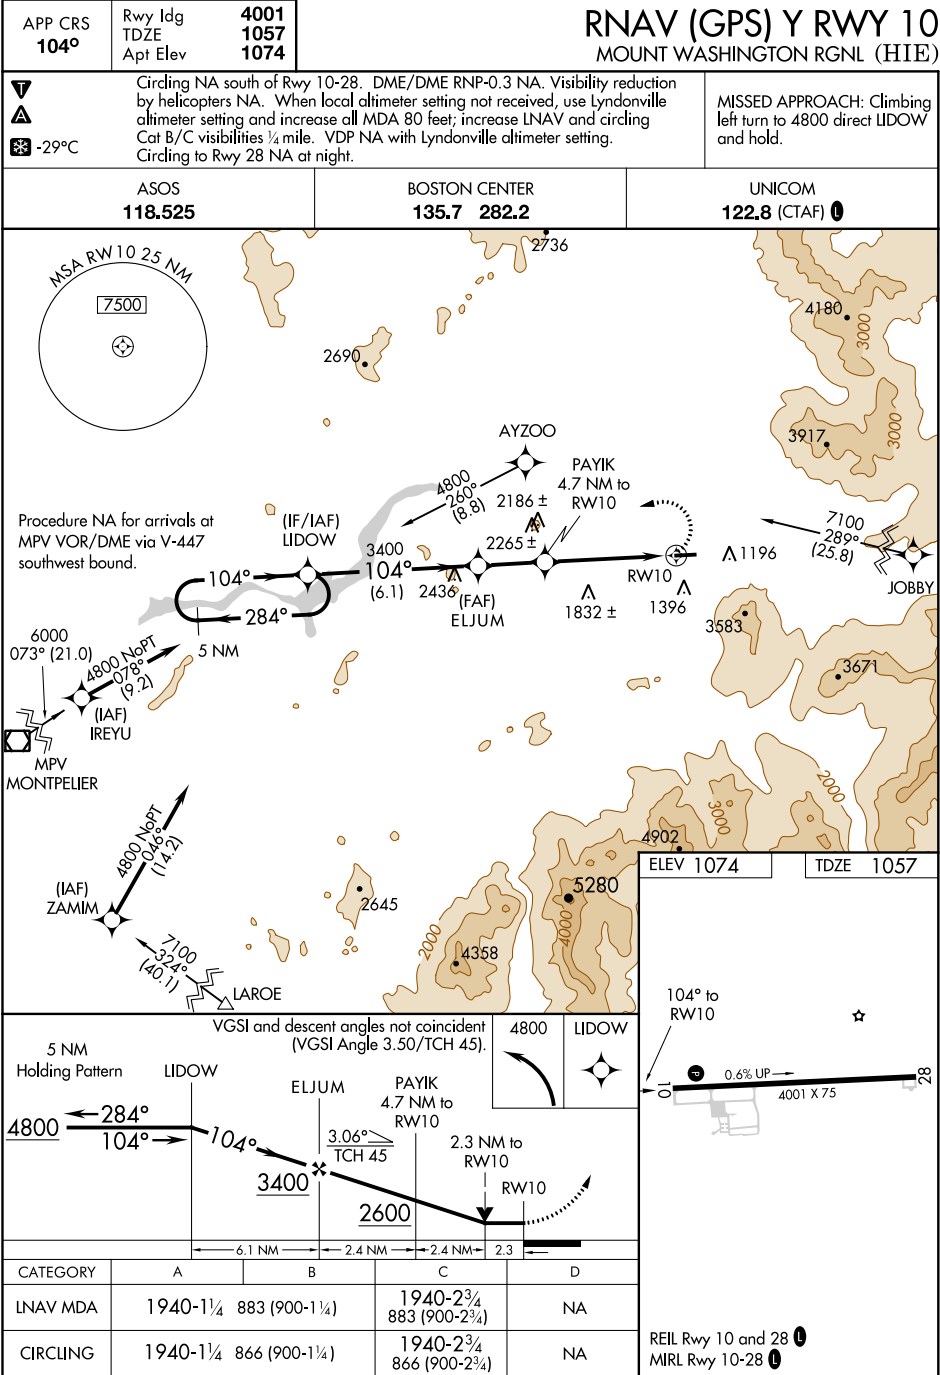 APP CRS
104°
Rwy Idg 4001
TDZE 1057
Apt Elev 1074
RNAV (GPS) Y RWY 10
MOUNT WASHINGTON RGNL (HIE)
T
A
-29°C
Circling NA south of Rwy 10-28. DME/DME RNP-0.3 NA. Visibility reduction
by helicopters NA. When local altimeter setting not received, use Lyndonville
altimeter setting and increase all MDA 80 feet; increase LNAV and circling
Cat B/C visibilities ¼ mile. VDP NA with Lyndonville altimeter setting.
Circling to Rwy 28 NA at night.
MISSED APPROACH: Climbing
left turn to 4800 direct LIDOW
and hold.
ASOS
118.525
BOSTON CENTER
135.7 282.2
UNICOM
122.8 (CTAF) L
MSA RW10 25 NM
7500
2736
4180
3000
2690
3917
3000
AYZOO
4800
260°
(8.8)
PAYIK
4.7 NM to
RW10
2186 ±
2265 ±
Procedure NA for arrivals at
MPV VOR/DME via V-447
southwest bound.
(IF/IAF)
LIDOW
3400
104°
(6.1)
104°
284°
5 NM
2436
(FAF)
ELJUM
RW10
1196
1832 ±
1396
7100
289°
(25.8)
JOBBY
3583
3671
6000
073° (21.0)
4800 NoPT
078°
(9.2)
(IAF)
IREYU
MPV
MONTPELIER
4800 NoPT
046°
(14.2)
(IAF)
ZAMIM
7100
324°
(40.1)
LAROE
2645
2000
4358
4000
5280
4902
3000
2000
ELEV 1074
TDZE 1057
104° to
RW10
P
0.6% UP
4001 X 75
10
28
REIL Rwy 10 and 28 L
MIRL Rwy 10-28 L
VGSI and descent angles not coincident
(VGSI Angle 3.50/TCH 45).
4800
LIDOW
5 NM
Holding Pattern
LIDOW
ELJUM
PAYIK
4.7 NM to
RW10
4800
284°
104°
104°
3.06°
TCH 45
2.3 NM to
RW10
RW10
3400
2600
6.1 NM
2.4 NM
2.4 NM
2.3
CATEGORY A B C D
LNAV MDA 1940-1¼ 883 (900-1¼) 1940-2¾ 883 (900-2¾) NA
CIRCLING 1940-1¼ 866 (900-1¼) 1940-2¾ 866 (900-2¾) NA